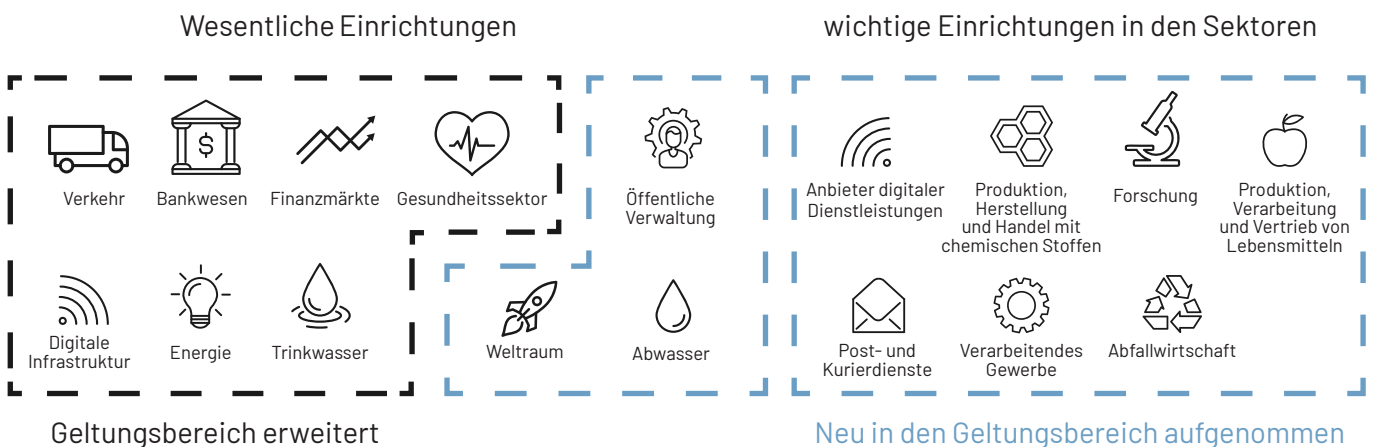 Wesentliche Einrichtungen
wichtige Einrichtungen in den Sektoren
$
Verkehr
Bankwesen
Finanzmärkte
Gesundheitssektor
Öffentliche
Verwaltung
Anbieter digitaler
Dienstleistungen
Produktion,
Herstellung
und Handel mit
chemischen Stoffen
Forschung
Produktion,
Verarbeitung
und Vertrieb von
Lebensmitteln
Digitale
Infrastruktur
Energie
Trinkwasser
Weltraum
Abwasser
Post- und
Kurierdienste
Verarbeitendes
Gewerbe
Abfallwirtschaft
Geltungsbereich erweitert
Neu in den Geltungsbereich aufgenommen